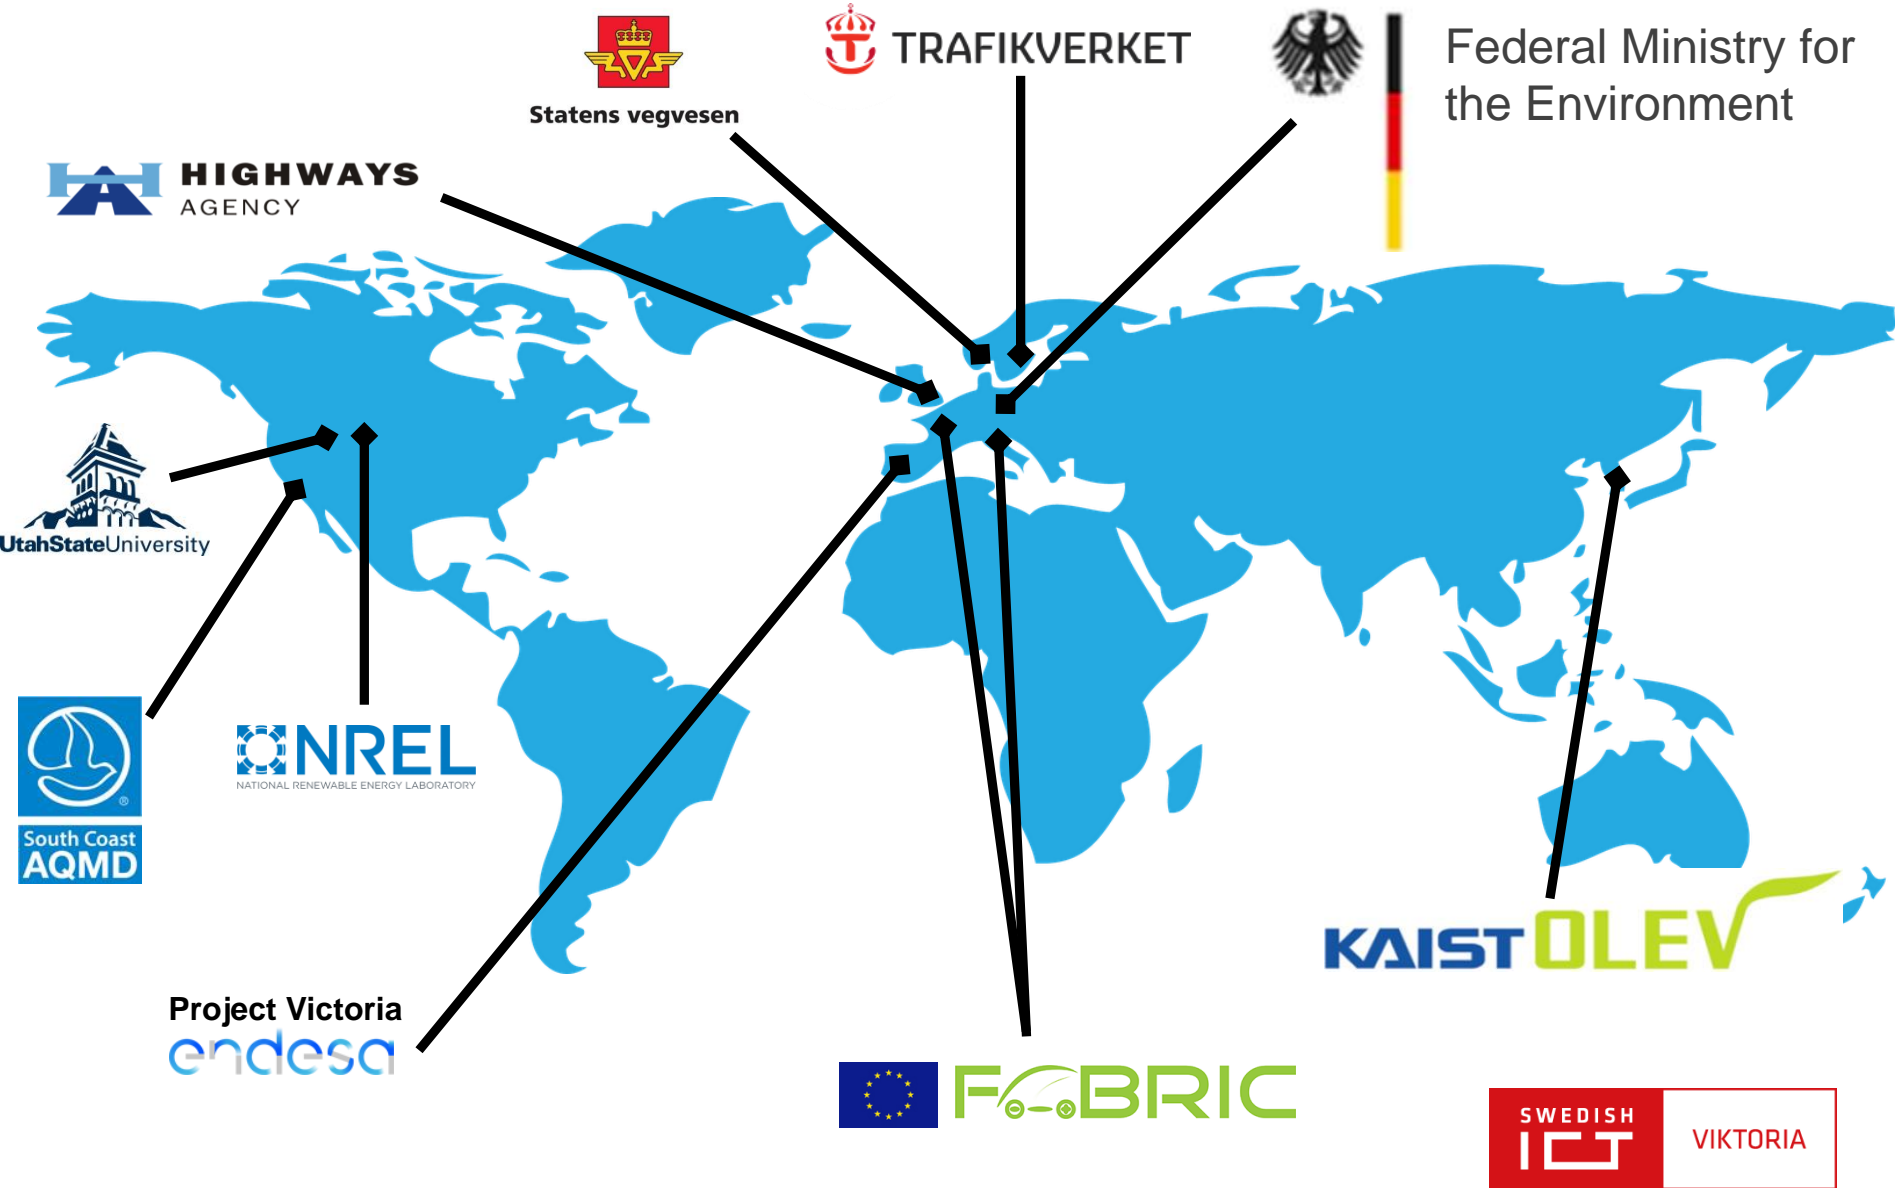 Statens vegvesen
TRAFIKVERKET
Federal Ministry for
the Environment
HIGHWAYS
AGENCY
UtahStateUniversity
South Coast
AQMD
®
NREL
NATIONAL RENEWABLE ENERGY LABORATORY
KAIST OLEV
Project Victoria
endesa
FABRIC
SWEDISH
ICT
VIKTORIA